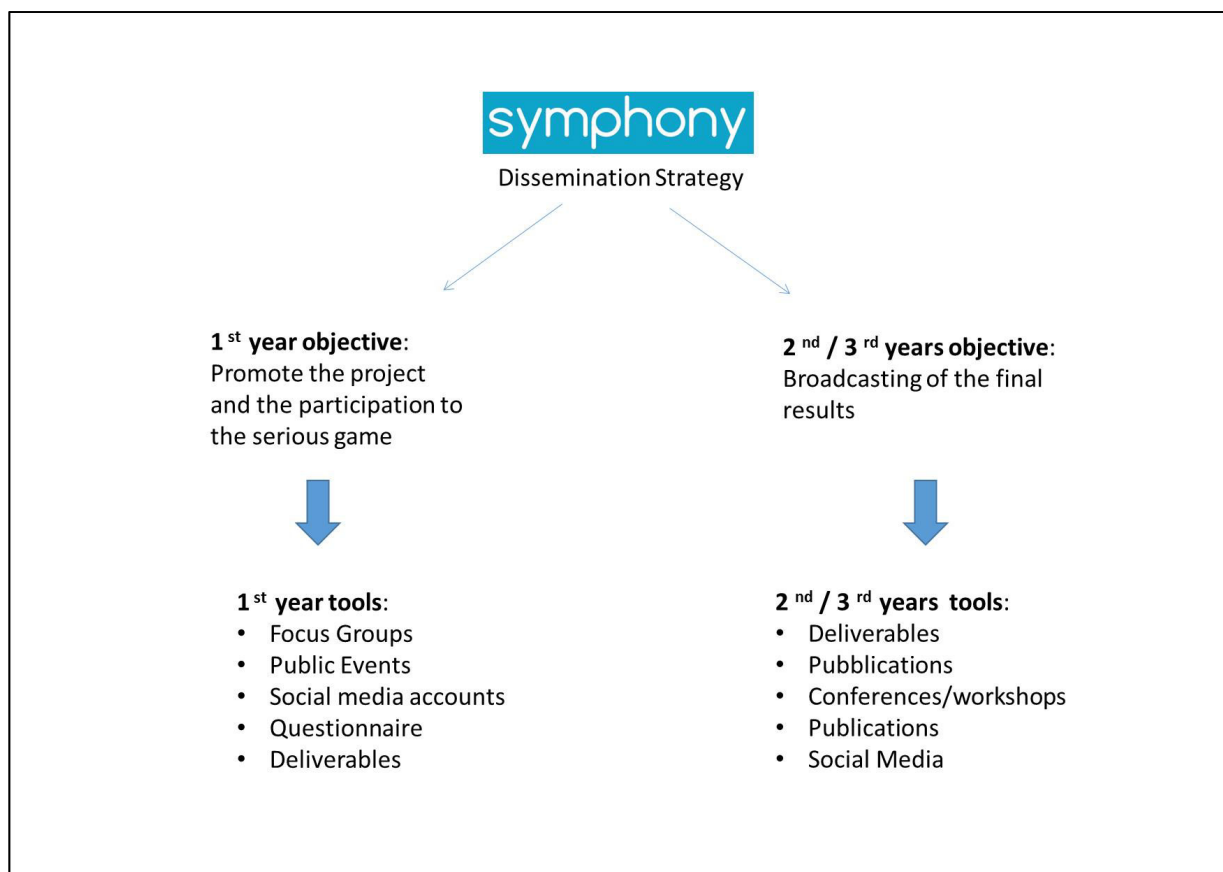 symphony
Dissemination Strategy
1 st year objective:
Promote the project
and the participation to
the serious game
2 nd / 3 rd years objective:
Broadcasting of the final
results
1 st year tools:
• Focus Groups
• Public Events
• Social media accounts
• Questionnaire
• Deliverables
2 nd / 3 rd years tools:
• Deliverables
• Pubblications
• Conferences/workshops
• Publications
• Social Media